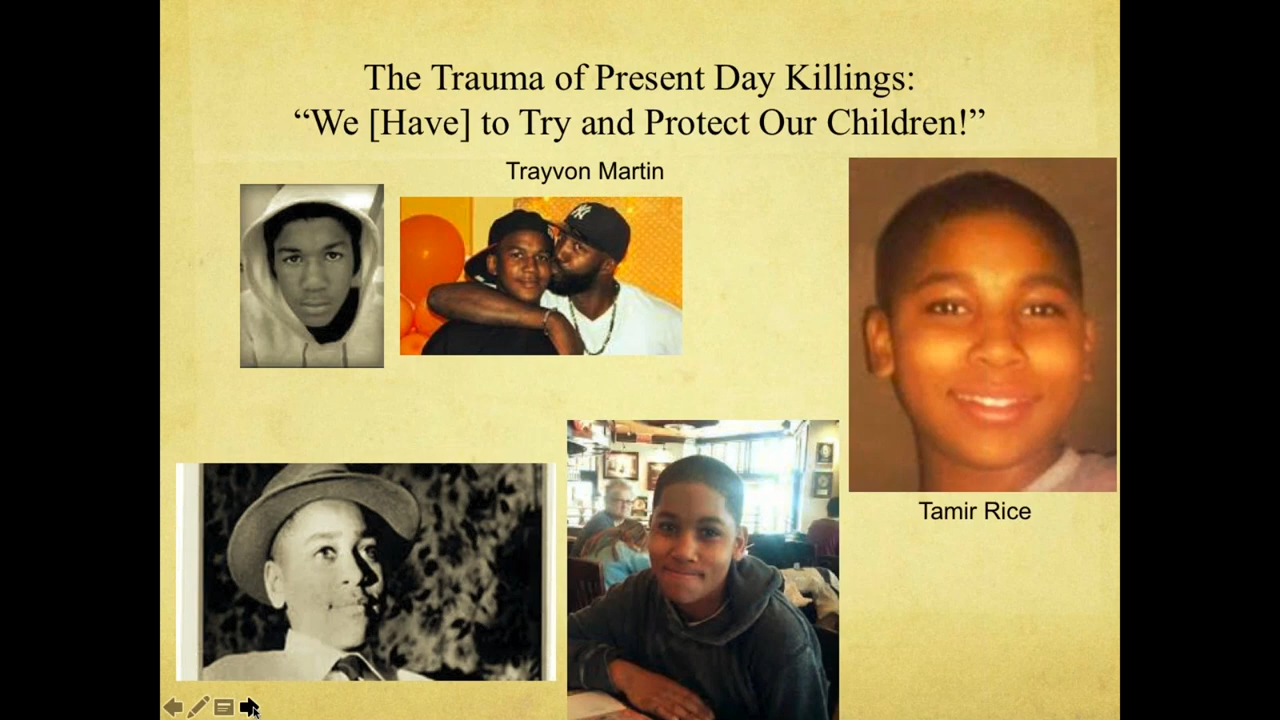 The Trauma of Present Day Killings:
“We [Have] to Try and Protect Our Children!”
Trayvon Martin
Tamir Rice